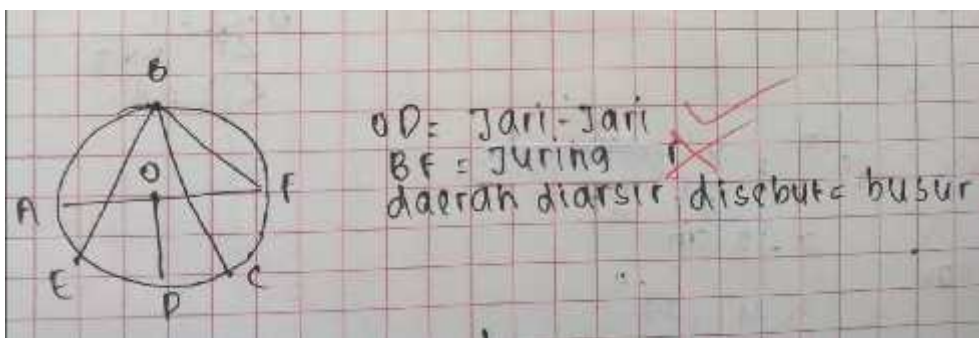 B
O
A
F
E
D
C
OD = Jari-Jari
BF = Juring
daerah diarsir disebut = busur